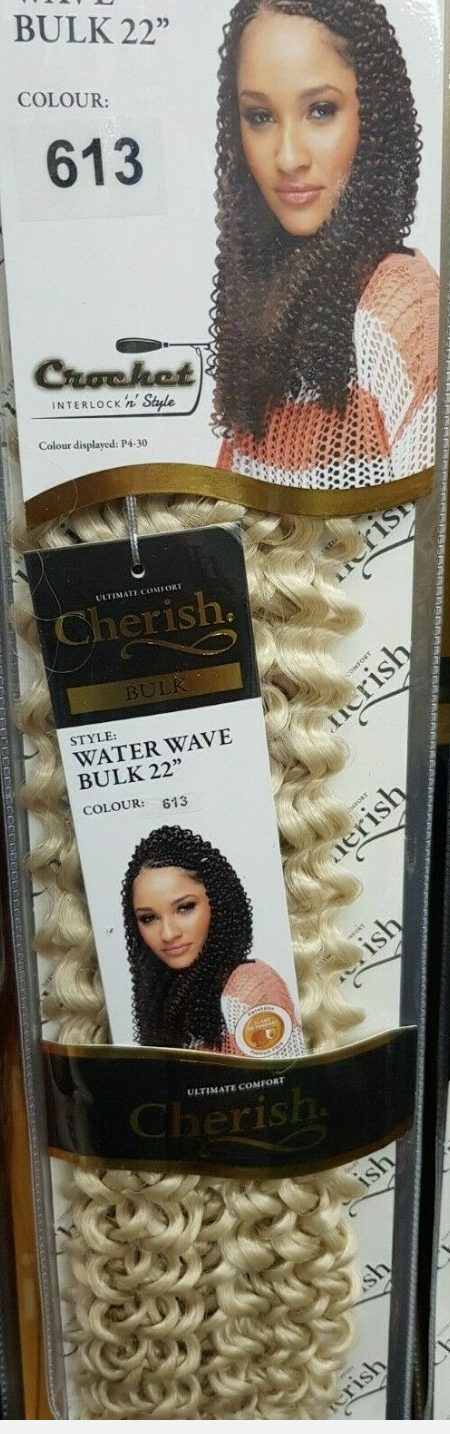 WAVE
BULK 22”
COLOUR:
613
Crochet
INTERLOCK 'n' Style
Colour displayed: P4-30
ULTIMATE COMFORT
Cherish.
BULK
STYLE:
WATER WAVE
BULK 22”
COLOUR: 613
ULTIMATE COMFORT
Cherish.